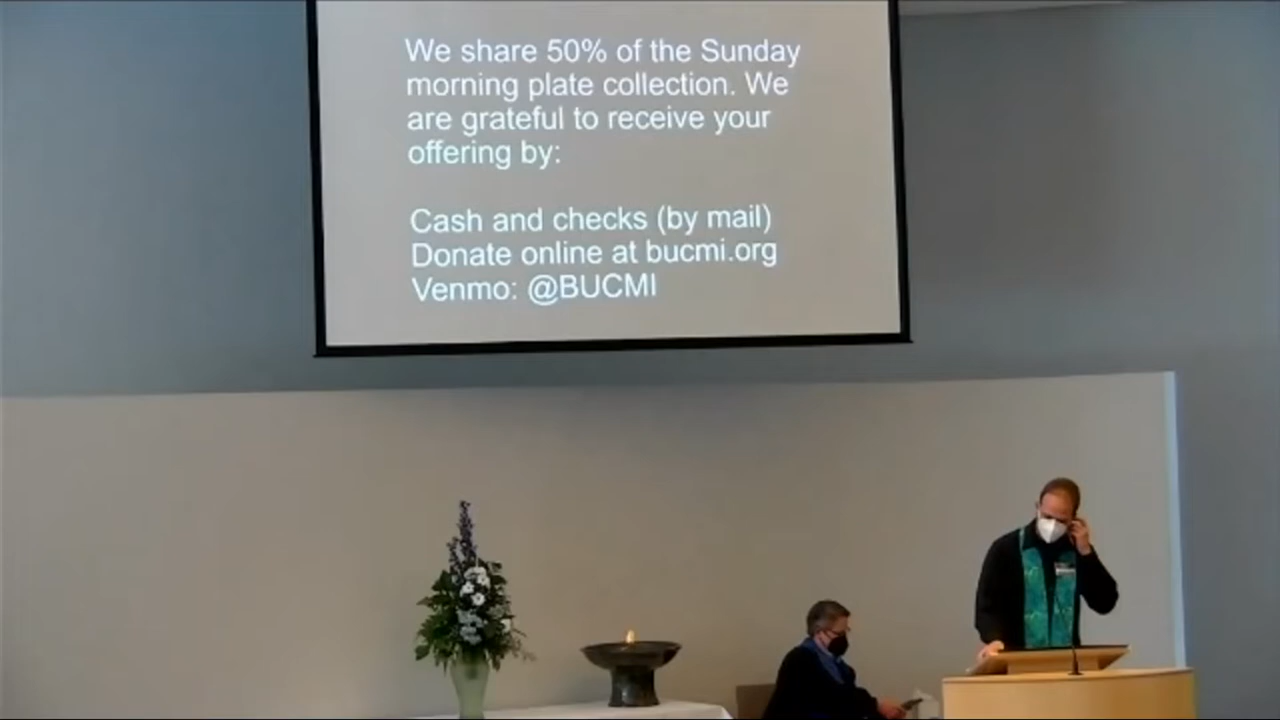 We share 50% of the Sunday
morning plate collection. We
are grateful to receive your
offering by:
Cash and checks (by mail)
Donate online at bucmi.org
Venmo: @BUCMI